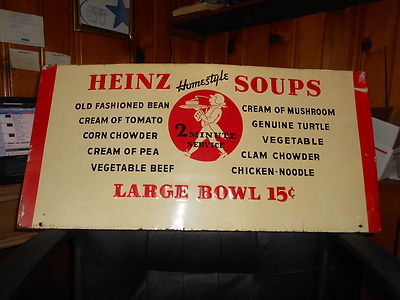 HEINZ Homestyle SOUPS
OLD FASHIONED BEAN
CREAM OF TOMATO
CORN CHOWDER
CREAM OF PEA
VEGETABLE BEEF
2 MINUTE
SERVICE
CREAM OF MUSHROOM
GENUINE TURTLE
VEGETABLE
CLAM CHOWDER
CHICKEN-NOODLE
LARGE BOWL 15¢